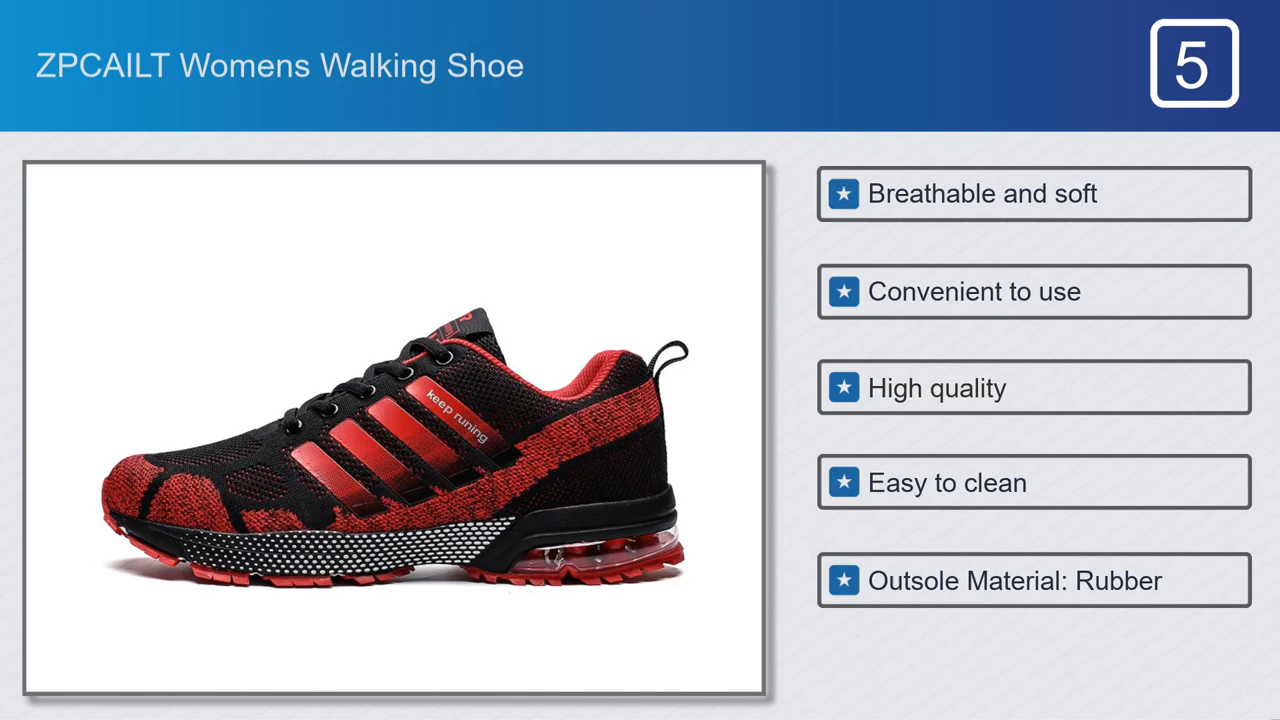 ZPCAILT Womens Walking Shoe
5
Breathable and soft
Convenient to use
High quality
Easy to clean
Outsole Material: Rubber
keep runing